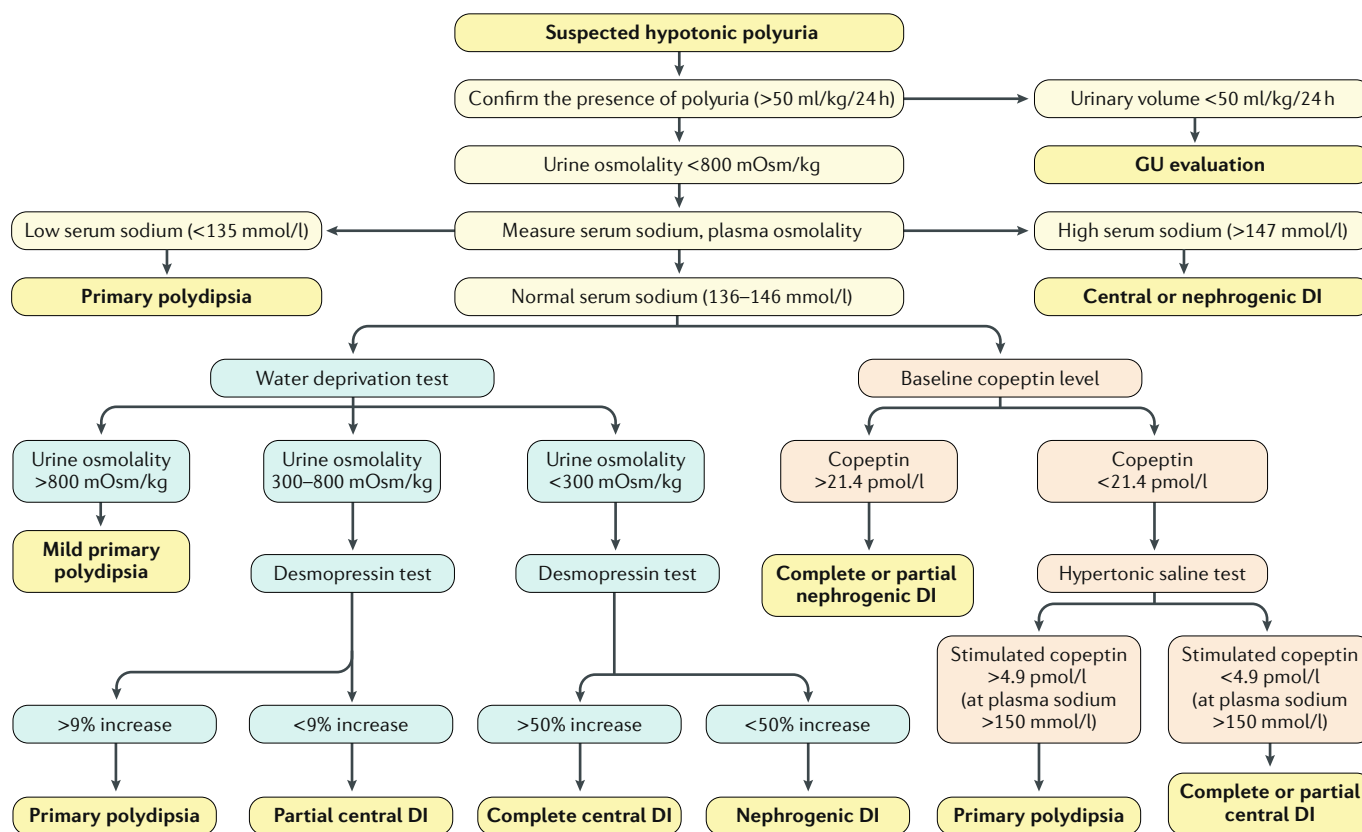 Suspected hypotonic polyuria
Confirm the presence of polyuria (>50 ml/kg/24 h)
Urinary volume <50 ml/kg/24 h
Urine osmolality <800 mOsm/kg
GU evaluation
Low serum sodium (<135 mmol/l)
Measure serum sodium, plasma osmolality
High serum sodium (>147 mmol/l)
Primary polydipsia
Normal serum sodium (136–146 mmol/l)
Central or nephrogenic DI
Water deprivation test
Baseline copeptin level
Urine osmolality
>800 mOsm/kg
Urine osmolality
300–800 mOsm/kg
Urine osmolality
<300 mOsm/kg
Copeptin
>21.4 pmol/l
Copeptin
<21.4 pmol/l
Mild primary
polydipsia
Desmopressin test
Desmopressin test
Complete or partial
nephrogenic DI
Hypertonic saline test
Stimulated copeptin
>4.9 pmol/l
(at plasma sodium
>150 mmol/l)
Stimulated copeptin
<4.9 pmol/l
(at plasma sodium
>150 mmol/l)
>9% increase
<9% increase
>50% increase
<50% increase
Primary polydipsia
Partial central DI
Complete central DI
Nephrogenic DI
Primary polydipsia
Complete or partial
central DI